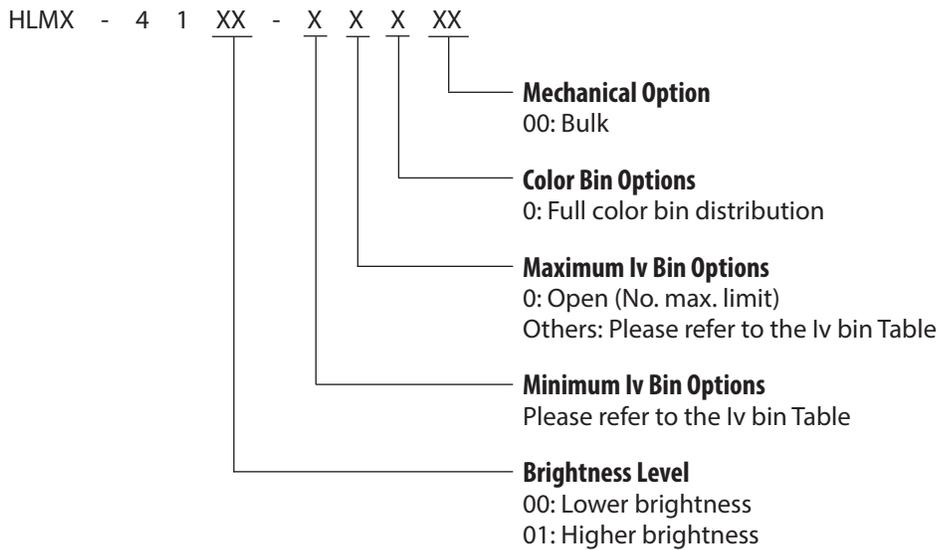 HLMX - 4 1 XX - X X X XX
Mechanical Option
00: Bulk
Color Bin Options
0: Full color bin distribution
Maximum Iv Bin Options
0: Open (No. max. limit)
Others: Please refer to the Iv bin Table
Minimum Iv Bin Options
Please refer to the Iv bin Table
Brightness Level
00: Lower brightness
01: Higher brightness